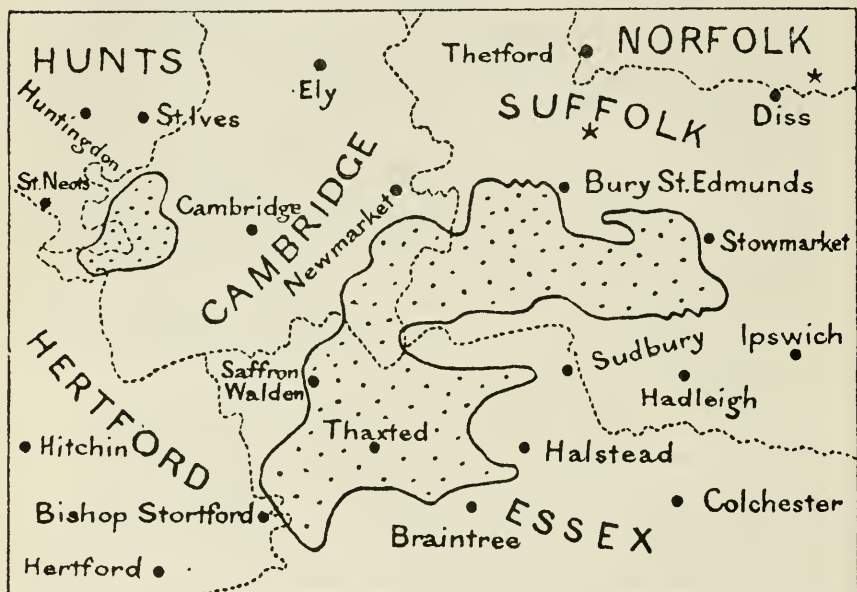 HUNTS
Ely
Thetford
NORFOLK
Huntingdon
St.Ives
SUFFOLK
Diss
St.Neots
Cambridge
CAMBRIDGE
Newmarket
Bury St.Edmunds
Stowmarket
HERTFORD
Saffron
Walden
Sudbury
Ipswich
Hadleigh
Hitchin
Thaxted
Halstead
Bishop Stortford
Braintree
ESSEX
Colchester
Hertford